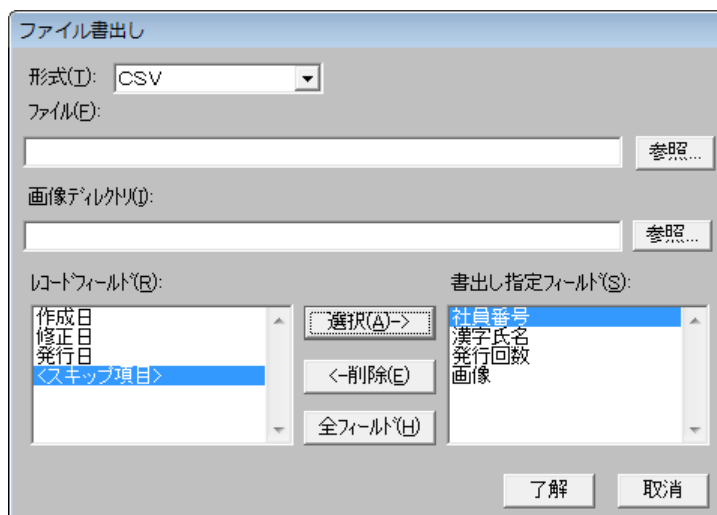 ファイル書出し
形式(T): CSV
ファイル(F):
参照...
画像ディレクトリ(I):
参照...
レコードフィールド(R):
書出し指定フィールド(S):
作成日
修正日
発行日
<スキップ項目>
選択(A)->
<-削除(E)
全フィールド(H)
社員番号
漢字氏名
発行回数
画像
了解
取消